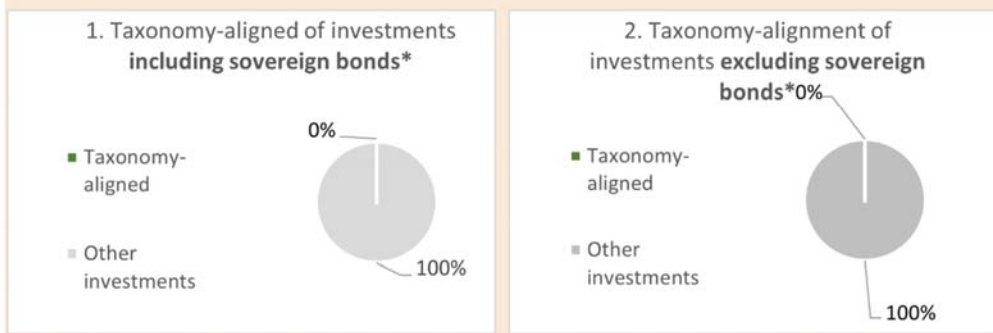 1. Taxonomy-aligned of investments
including sovereign bonds*
0%
Taxonomy-
aligned
Other
investments
100%
2. Taxonomy-alignment of
investments excluding sovereign
bonds*0%
Taxonomy-
aligned
Other
investments
100%